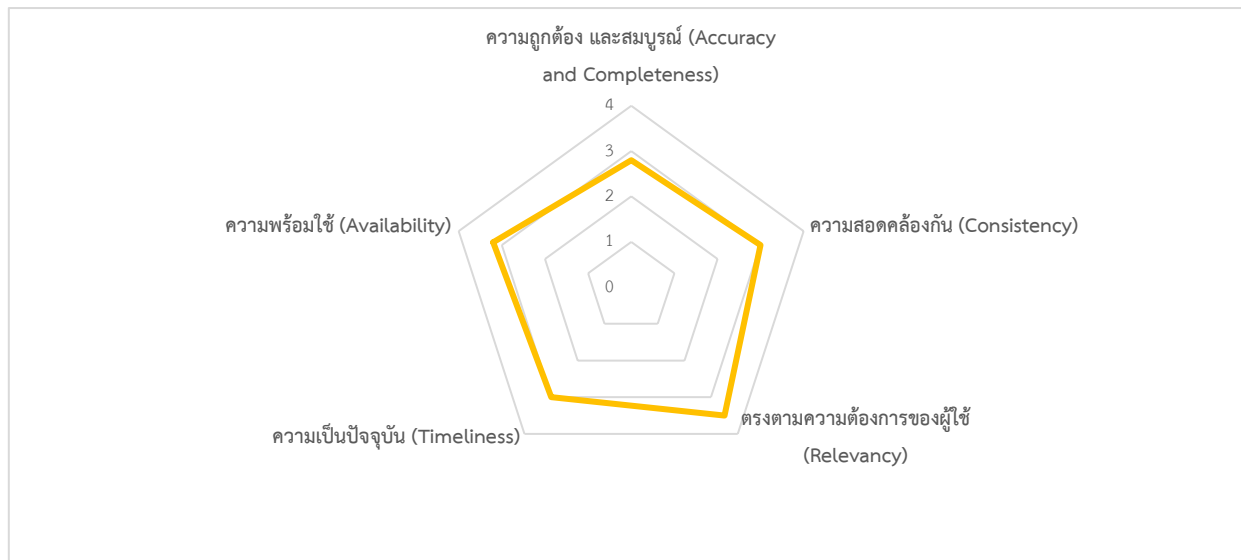 ความถูกต้อง และสมบูรณ์ (Accuracy
and Completeness)
4
3
2
1
0
ความพร้อมใช้ (Availability)
ความสอดคล้องกัน (Consistency)
ความเป็นปัจจุบัน (Timeliness)
ตรงตามความต้องการของผู้ใช้
(Relevancy)